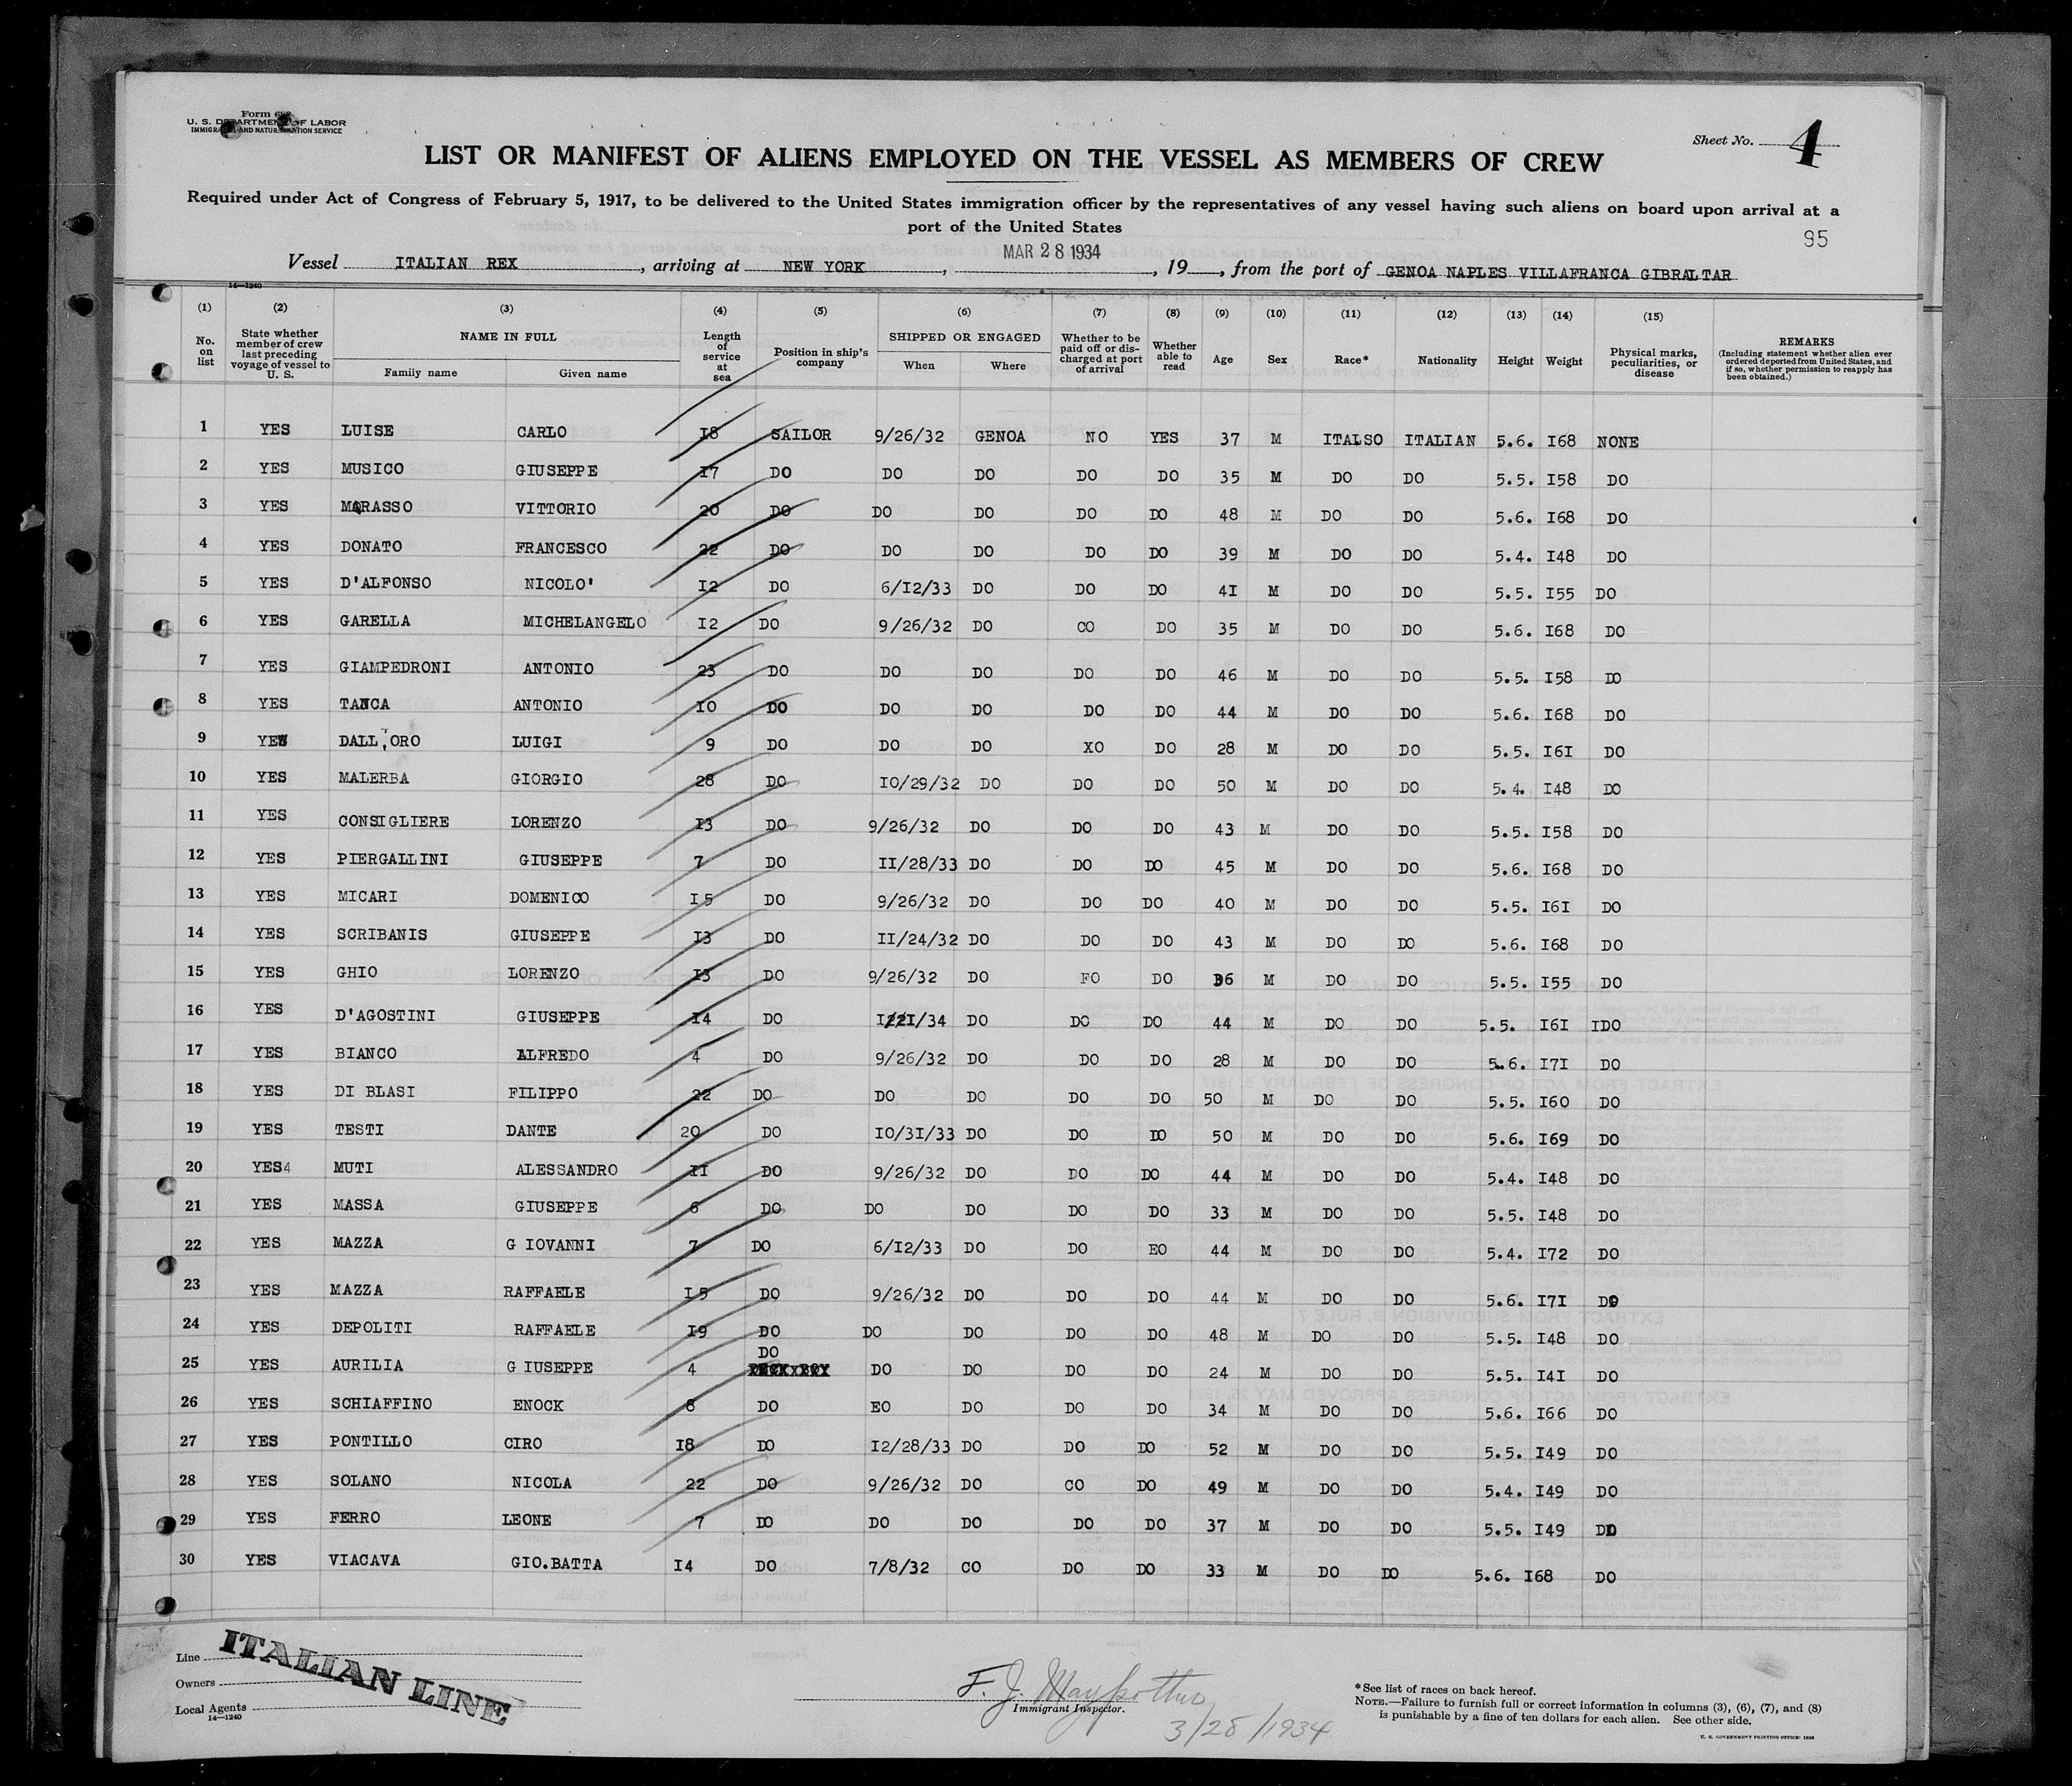 Form
U. S. DEPARTMENT OF LABOR
IMMIGRATION AND NATURALIZATION SERVICE
Sheet No. 4
LIST OR MANIFEST OF ALIENS EMPLOYED ON THE VESSEL AS MEMBERS OF CREW
Required under Act of Congress of February 5, 1917, to be delivered to the United States immigration officer by the representatives of any vessel having such aliens on board upon arrival at a
port of the United States
95
Vessel ITALIAN REX, arriving at NEW YORK, MAR 28 1934, 19, from the port of GENOA NAPLES VILLAFRANCA GIBRALTAR
14-1240
(1) (2) (3) (4) (5) (6) (7) (8) (9) (10) (11) (12) (13) (14) (15)
No. on list State whether member of crew last preceding voyage of vessel to U. S. NAME IN FULL Family name Given name Length of service at sea Position in ship's company SHIPPED OR ENGAGED When Where Whether to be paid off or discharged at port of arrival Whether able to read Age Sex Race* Nationality Height Weight Physical marks, peculiarities, or disease REMARKS (Including statement whether alien ever ordered deported from United States, and if so, whether permission to reapply has been obtained.)
1 YES LUISE CARLO I8 SAILOR 9/26/32 GENOA NO YES 37 M ITALSO ITALIAN 5.6. I68 NONE
2 YES MUSICO GIUSEPPE I7 DO DO DO DO DO 35 M DO DO 5.5. I58 DO
3 YES MARASSO VITTORIO 20 DO DO DO DO DO 48 M DO DO 5.6. I68 DO
4 YES DONATO FRANCESCO 22 DO DO DO DO DO 39 M DO DO 5.4. I48 DO
5 YES D'ALFONSO NICOLO' I2 DO 6/I2/33 DO DO DO 4I M DO DO 5.5. I55 DO
6 YES GARELLA MICHELANGELO I2 DO 9/26/32 DO CO DO 35 M DO DO 5.6. I68 DO
7 YES GIAMPEDRONI ANTONIO 23 DO DO DO DO DO 46 M DO DO 5.5. I58 DO
8 YES TANCA ANTONIO IO DO DO DO DO DO 44 M DO DO 5.6. I68 DO
9 YES DALL'ORO LUIGI 9 DO DO DO XO DO 28 M DO DO 5.5. I6I DO
10 YES MALERBA GIORGIO 28 DO IO/29/32 DO DO DO 50 M DO DO 5.4. I48 DO
11 YES CONSIGLIERE LORENZO I3 DO 9/26/32 DO DO DO 43 M DO DO 5.5. I58 DO
12 YES PIERGALLINI GIUSEPPE 7 DO II/28/33 DO DO DO 45 M DO DO 5.6. I68 DO
13 YES MICARI DOMENICO I5 DO 9/26/32 DO DO DO 40 M DO DO 5.5. I6I DO
14 YES SCRIBANIS GIUSEPPE I3 DO II/24/32 DO DO DO 43 M DO DO 5.6. I68 DO
15 YES GHIO LORENZO I3 DO 9/26/32 DO FO DO 36 M DO DO 5.5. I55 DO
16 YES D'AGOSTINI GIUSEPPE I4 DO DO DO DO 44 M DO DO 5.5. I6I IDO
17 YES BIANCO ALFREDO 4 DO 9/26/32 DO DO DO 28 M DO DO 5.6. I7I DO
18 YES DI BLASI FILIPPO 22 DO DO DO DO DO 50 M DO DO 5.5. I60 DO
19 YES TESTI DANTE 20 DO IO/3I/33 DO DO DO 50 M DO DO 5.6. I69 DO
20 YES4 MUTI ALESSANDRO II DO 9/26/32 DO DO DO 44 M DO DO 5.4. I48 DO
21 YES MASSA GIUSEPPE 6 DO DO DO DO DO 33 M DO DO 5.5. I48 DO
22 YES MAZZA G IOVANNI 7 DO 6/I2/33 DO DO EO 44 M DO DO 5.4. I72 DO
23 YES MAZZA RAFFAELE I5 DO 9/26/32 DO DO DO 44 M DO DO 5.6. I7I DO
24 YES DEPOLITI RAFFAELE I9 DO DO DO DO DO 48 M DO DO 5.5. I48 DO
25 YES AURILIA G IUSEPPE 4 DO DO DO DO DO 24 M DO DO 5.5. I4I DO
26 YES SCHIAFFINO ENOCK 8 DO EO DO DO DO 34 M DO DO 5.6. I66 DO
27 YES PONTILLO CIRO I8 DO I2/28/33 DO DO DO 52 M DO DO 5.5. I49 DO
28 YES SOLANO NICOLA 22 DO 9/26/32 DO CO DO 49 M DO DO 5.4. I49 DO
29 YES FERRO LEONE 7 DO DO DO DO DO 37 M DO DO 5.5. I49 DO
30 YES VIACAVA GIO.BATTA I4 DO 7/8/32 CO DO DO 33 M DO DO 5.6. I68 DO
Line
Owners
Local Agents
14-1240
ITALIAN LINE
F. J.
Immigrant Inspector.
3/28/1934
*See list of races on back hereof.
NOTE.—Failure to furnish full or correct information in columns (3), (6), (7), and (8)
is punishable by a fine of ten dollars for each alien. See other side.
U. S. GOVERNMENT PRINTING OFFICE